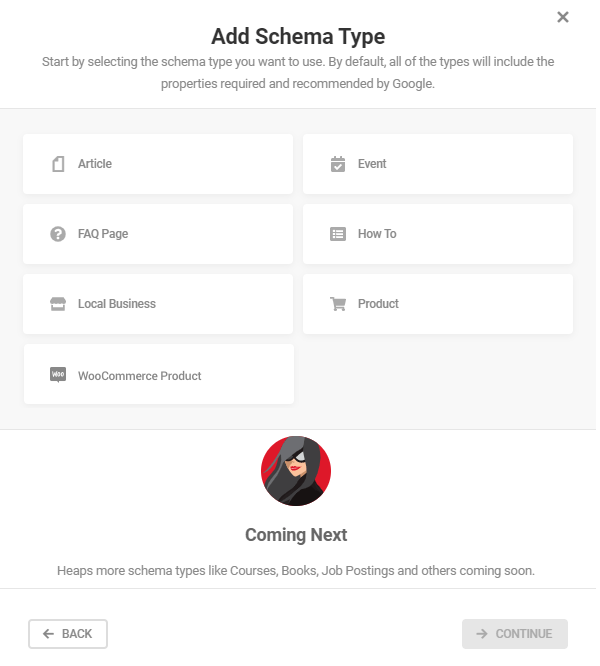 Add Schema Type
Start by selecting the schema type you want to use. By default, all of the types will include the
properties required and recommended by Google.
Article
Event
FAQ Page
How To
Local Business
Product
woo
WooCommerce Product
Coming Next
Heaps more schema types like Courses, Books, Job Postings and others coming soon.
BACK
CONTINUE